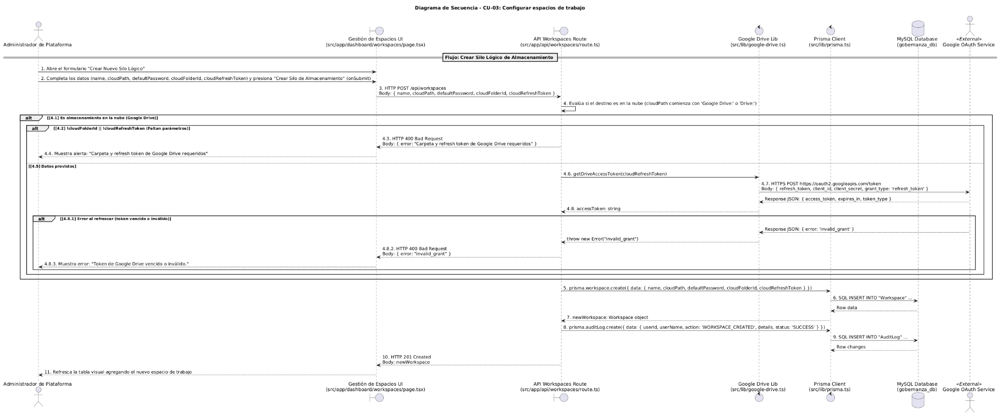 Diagrama de Secuencia - CU-03: Configurar espacios de trabajo
Administrador de Plataforma
Gestión de Espacios UI
(src/app/dashboard/workspaces/page.tsx)
API Workspaces Route
(src/app/api/workspaces/route.ts)
Google Drive Lib
(src/lib/google-drive.ts)
Prisma Client
(src/lib/prisma.ts)
MySQL Database
(gobernanza_db)
«External»
Google OAuth Service
Flujo: Crear Silo Lógico de Almacenamiento
1. Abre el formulario "Crear Nuevo Silo Lógico"
2. Completa los datos (name, cloudPath, defaultPassword, cloudFolderId, cloudRefreshToken) y presiona "Crear Silo de Almacenamiento" (onSubmit)
3. HTTP POST /api/workspaces
Body: { name, cloudPath, defaultPassword, cloudFolderId, cloudRefreshToken }
4. Evalúa si el destino es en la nube (cloudPath comienza con 'Google Drive:' o 'Drive:')
alt [[4.1] Es almacenamiento en la nube (Google Drive)]
alt [[4.2] !cloudFolderId || !cloudRefreshToken (Faltan parámetros)]
4.3. HTTP 400 Bad Request
Body: { error: "Carpeta y refresh token de Google Drive requeridos" }
4.4. Muestra alerta: "Carpeta y refresh token de Google Drive requeridos"
[[4.5] Datos provistos]
4.6. getDriveAccessToken(cloudRefreshToken)
4.7. HTTPS POST https://oauth2.googleapis.com/token
Body: { refresh_token, client_id, client_secret, grant_type: 'refresh_token' }
Response JSON: { access_token, expires_in, token_type }
4.8. accessToken: string
alt [[4.8.1] Error al refrescar (token vencido o inválido)]
Response JSON: { error: 'invalid_grant' }
throw new Error("invalid_grant")
4.8.2. HTTP 400 Bad Request
Body: { error: "invalid_grant" }
4.8.3. Muestra error: "Token de Google Drive vencido o inválido."
5. prisma.workspace.create({ data: { name, cloudPath, defaultPassword, cloudFolderId, cloudRefreshToken } })
6. SQL INSERT INTO "Workspace" ...
Row data
7. newWorkspace: Workspace object
8. prisma.auditLog.create({ data: { userId, userName, action: 'WORKSPACE_CREATED', details, status: 'SUCCESS' } })
9. SQL INSERT INTO "AuditLog" ...
Row changes
10. HTTP 201 Created
Body: newWorkspace
11. Refresca la tabla visual agregando el nuevo espacio de trabajo
Administrador de Plataforma
Gestión de Espacios UI
(src/app/dashboard/workspaces/page.tsx)
API Workspaces Route
(src/app/api/workspaces/route.ts)
Google Drive Lib
(src/lib/google-drive.ts)
Prisma Client
(src/lib/prisma.ts)
MySQL Database
(gobernanza_db)
«External»
Google OAuth Service